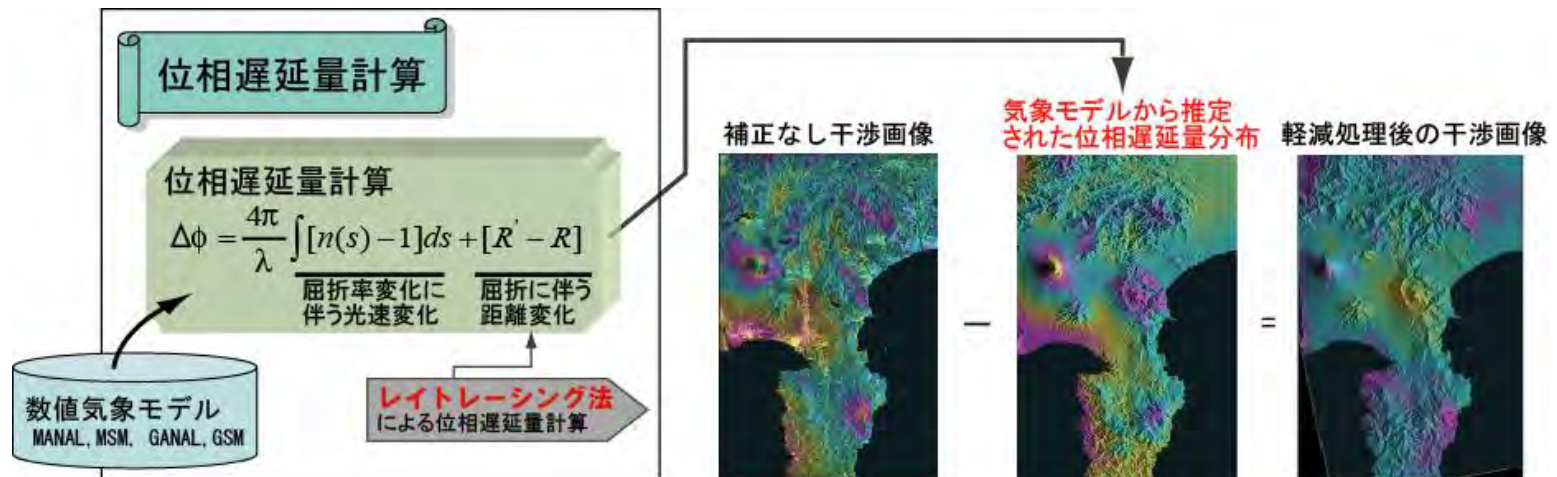 位相遅延量計算
位相遅延量計算
Δϕ = 4π/λ ∫[n(s)−1]ds + [R' − R]
屈折率変化に
伴う光速変化
屈折に伴う
距離変化
数値気象モデル
MANAL, MSM, GANAL, GSM
レイトレーシング法
による位相遅延量計算
補正なし干渉画像
−
気象モデルから推定
された位相遅延量分布
=
軽減処理後の干渉画像